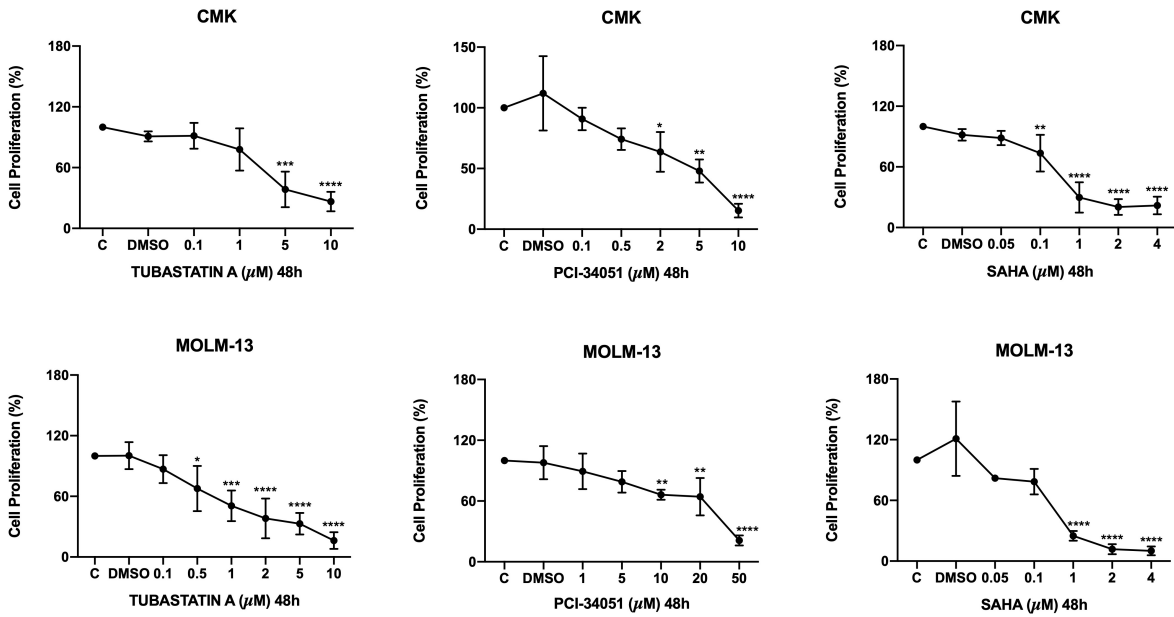 CMK
180
120
60
0
Cell Proliferation (%)
***
****
C DMSO 0.1 1 5 10
TUBASTATIN A (μM) 48h
CMK
150
100
50
0
Cell Proliferation (%)
*
**
****
C DMSO 0.1 0.5 2 5 10
PCI-34051 (μM) 48h
CMK
180
120
60
0
Cell Proliferation (%)
**
****
****
****
C DMSO 0.05 0.1 1 2 4
SAHA (μM) 48h
MOLM-13
180
120
60
0
Cell Proliferation (%)
*
***
****
****
****
C DMSO 0.1 0.5 1 2 5 10
TUBASTATIN A (μM) 48h
MOLM-13
180
120
60
0
Cell Proliferation (%)
**
**
****
C DMSO 1 5 10 20 50
PCI-34051 (μM) 48h
MOLM-13
180
120
60
0
Cell Proliferation (%)
****
****
****
C DMSO 0.05 0.1 1 2 4
SAHA (μM) 48h